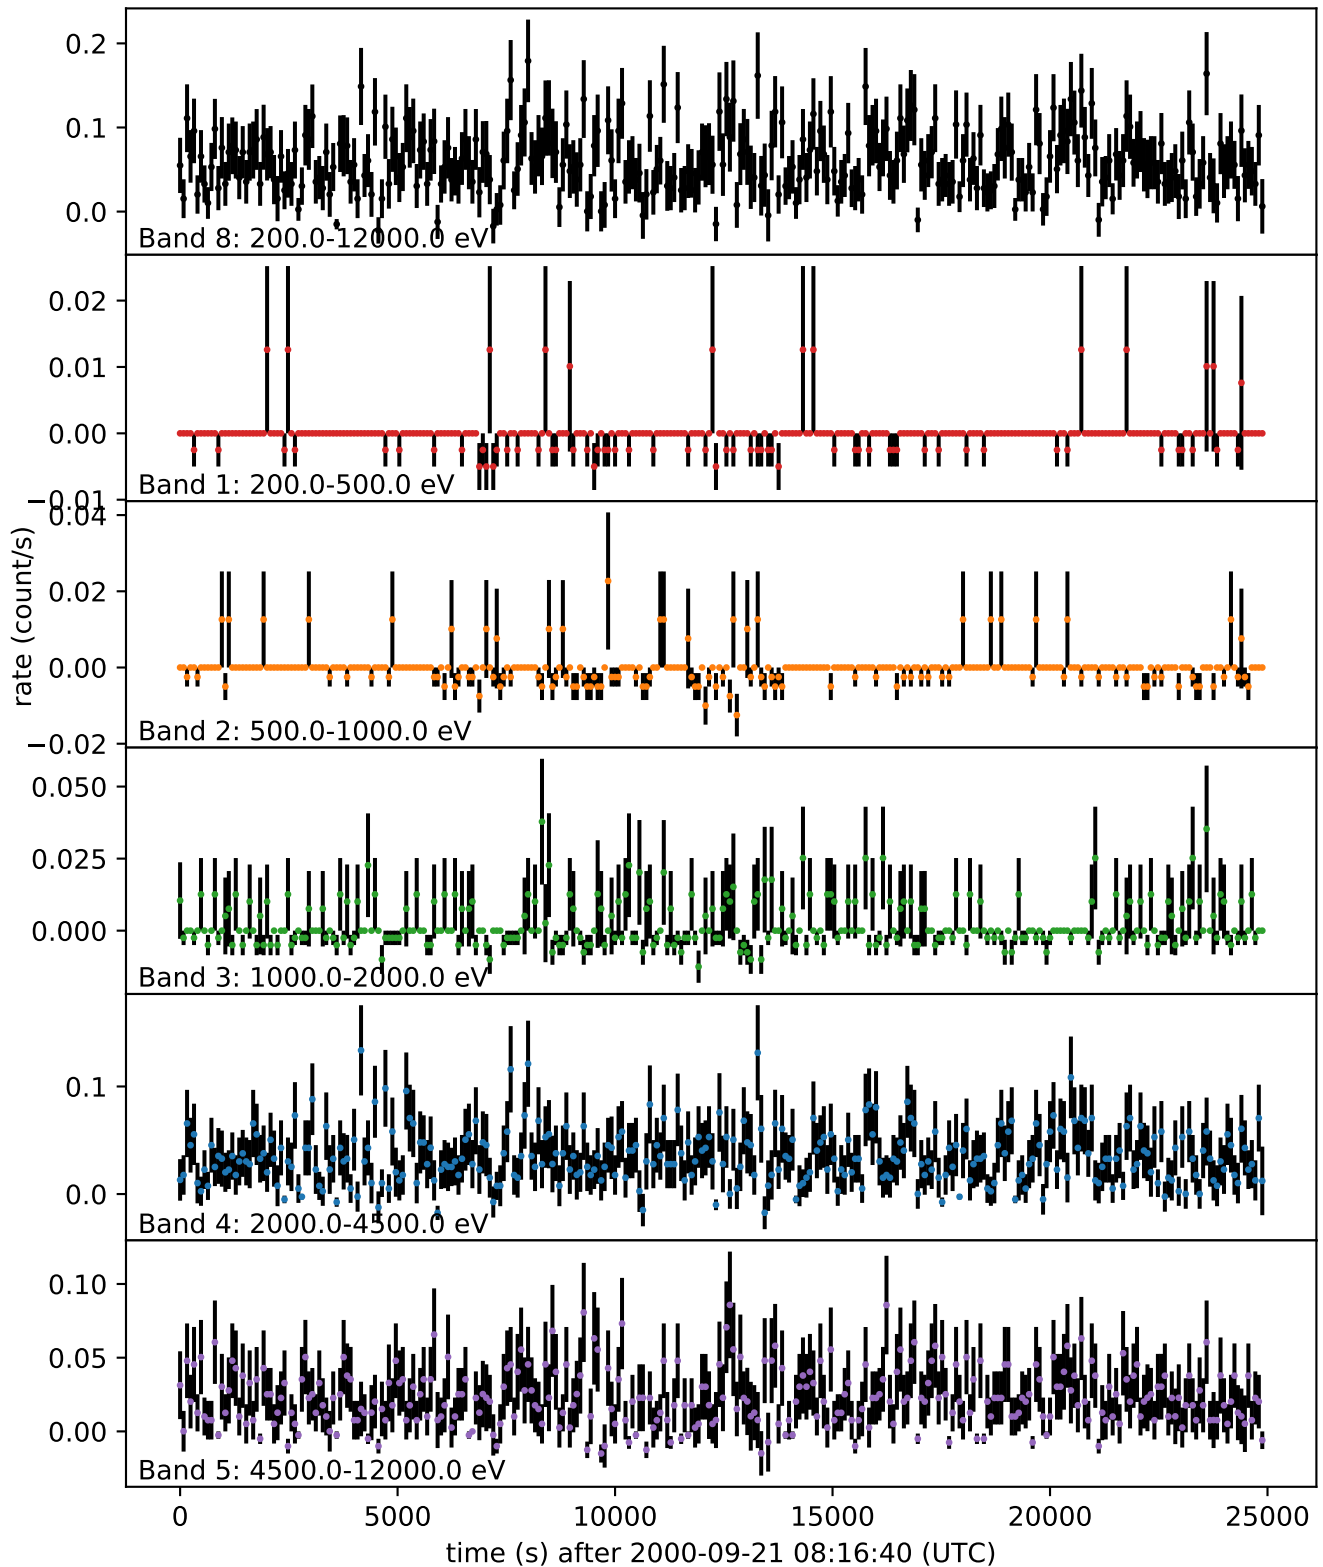 0.2
0.1
0.0
Band 8: 200.0-12000.0 eV
0.02
0.01
0.00
−0.01
Band 1: 200.0-500.0 eV
0.04
0.02
0.00
−0.02
Band 2: 500.0-1000.0 eV
rate (count/s)
0.050
0.025
0.000
Band 3: 1000.0-2000.0 eV
0.1
0.0
Band 4: 2000.0-4500.0 eV
0.10
0.05
0.00
Band 5: 4500.0-12000.0 eV
0 5000 10000 15000 20000 25000
time (s) after 2000-09-21 08:16:40 (UTC)